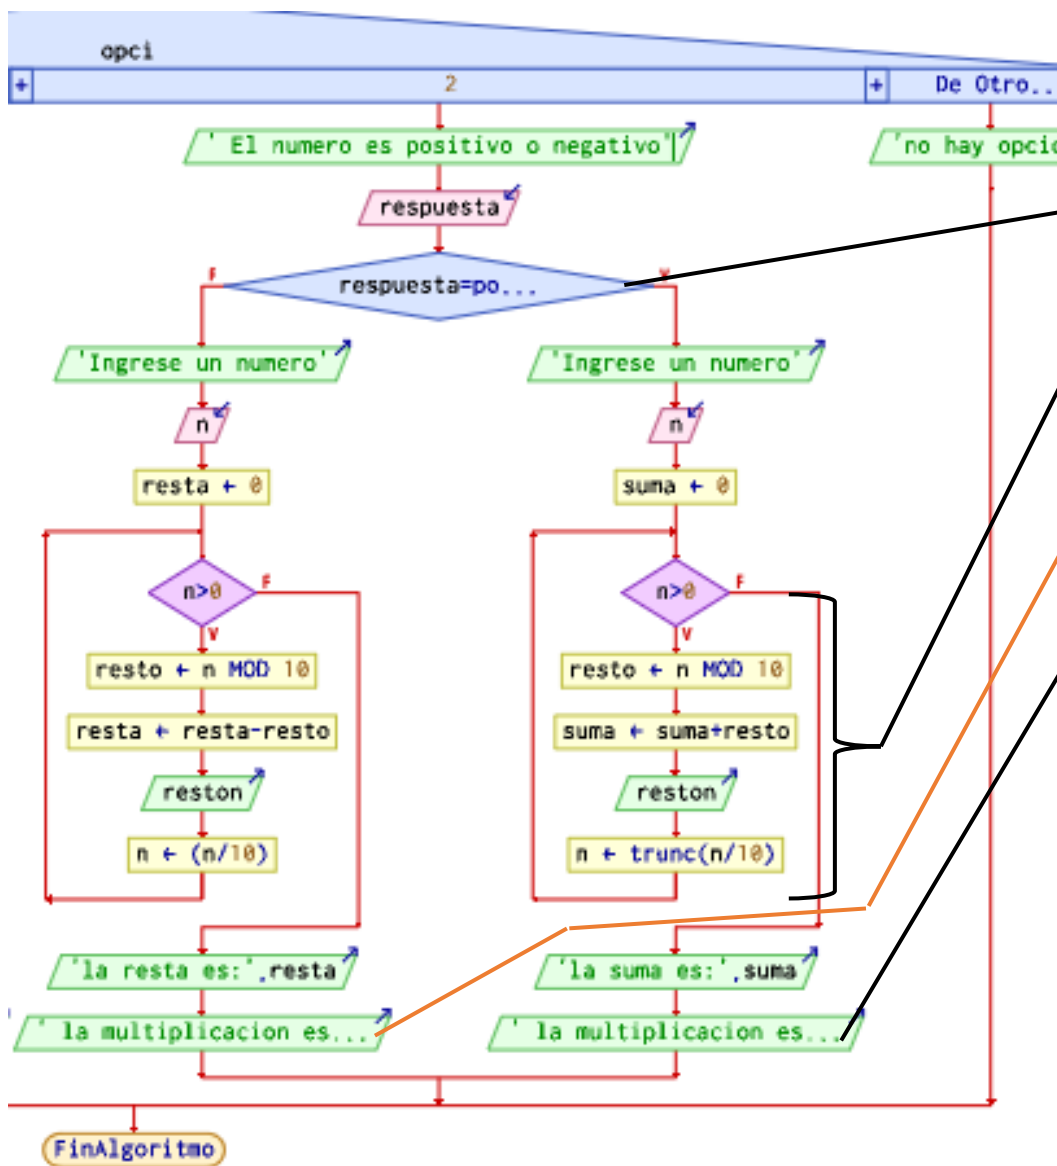 opci
+ 2 + De Otro...
' El numero es positivo o negativo'
'no hay opcio
respuesta
respuesta=po...
F
V
'Ingrese un numero'
'Ingrese un numero'
n
n
resta ← 0
suma ← 0
n>0
F
n>0
F
V
V
resto ← n MOD 10
resto ← n MOD 10
resta ← resta-resto
suma ← suma+resto
reston
reston
n ← (n/10)
n ← trunc(n/10)
'la resta es:',resta
'la suma es:',suma
' la multiplicacion es...
' la multiplicacion es...
FinAlgoritmo